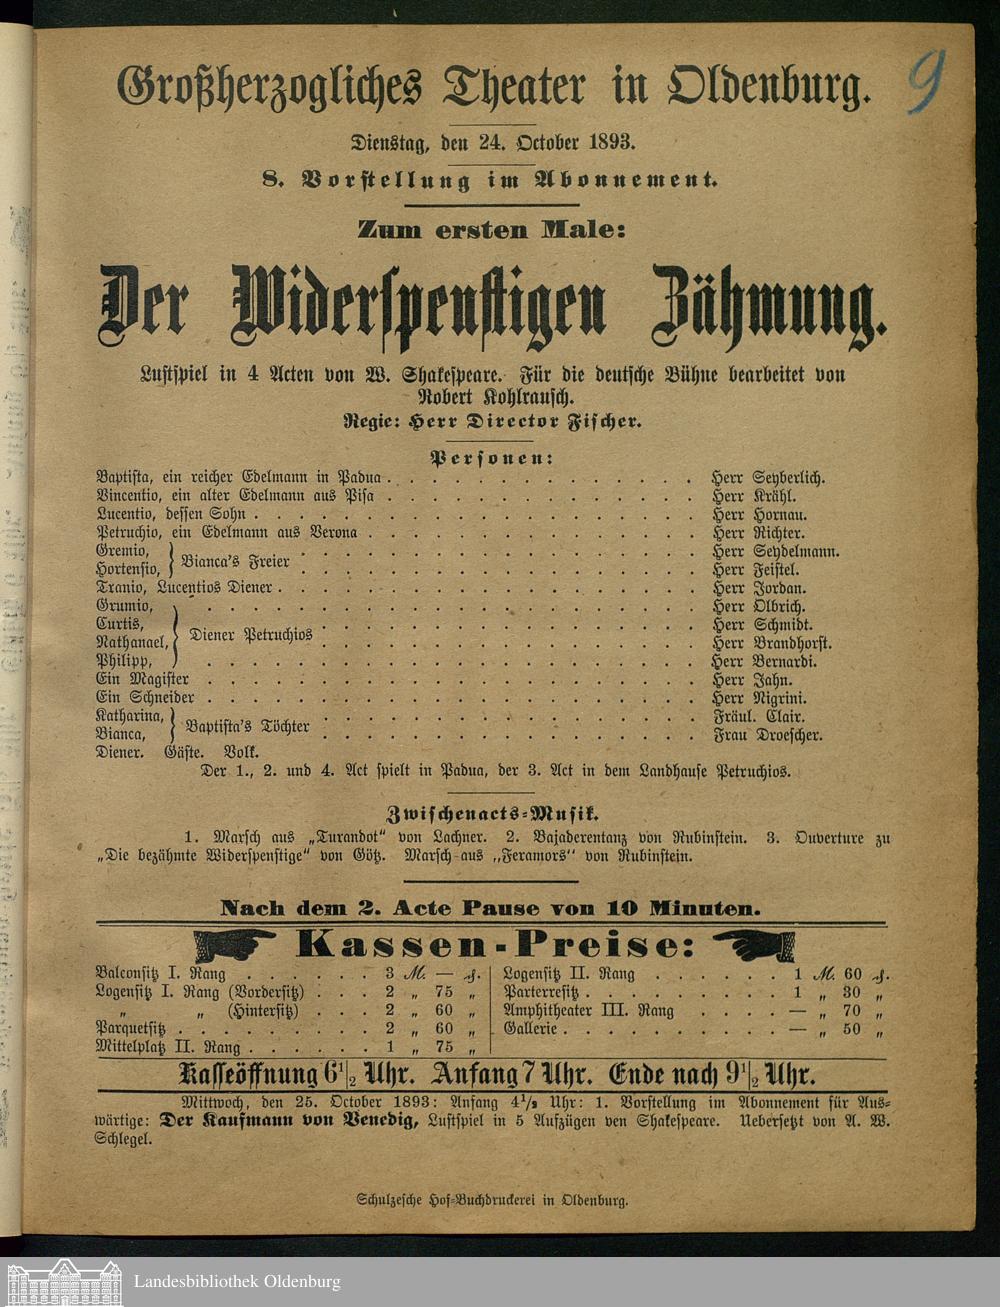 9
Großherzogliches Theater in Oldenburg.
Dienstag, den 24. October 1893.
8. Vorstellung im Abonnement.
Zum ersten Male:
Der Widerspenstigen Zähmung.
Lustspiel in 4 Acten von W. Shakespeare. Für die deutsche Bühne bearbeitet von
Robert Kohlrausch.
Regie: Herr Director Fischer.
Personen:
Baptista, ein reicher Edelmann in Padua . . . . . . . . . . . . . . Herr Seyberlich.
Vincentio, ein alter Edelmann aus Pisa . . . . . . . . . . . . . . Herr Krähl.
Lucentio, dessen Sohn . . . . . . . . . . . . . . . . . . . . Herr Hornau.
Petruchio, ein Edelmann aus Verona . . . . . . . . . . . . . . . Herr Richter.
Gremio, } Bianca's Freier . . . . . . . . . . . . . . . . . . Herr Seydelmann.
Hortensio, . . . . . . . . . . . . . . . . . . Herr Feistel.
Tranio, Lucentios Diener . . . . . . . . . . . . . . . . . . . Herr Jordan.
Grumio, . . . . . . . . . . . . . . . . . . . . . . Herr Olbrich.
Curtis, } Diener Petruchios . . . . . . . . . . . . . . . . . Herr Schmidt.
Nathanael, . . . . . . . . . . . . . . . . . Herr Brandhorst.
Philipp, . . . . . . . . . . . . . . . . . . . . . . Herr Bernardi.
Ein Magister . . . . . . . . . . . . . . . . . . . . . . Herr Jahn.
Ein Schneider . . . . . . . . . . . . . . . . . . . . . . Herr Nigrini.
Katharina, } Baptista's Töchter . . . . . . . . . . . . . . . . . Fräul. Clair.
Bianca, . . . . . . . . . . . . . . . . . Frau Droescher.
Diener. Gäste. Volk.
Der 1., 2. und 4. Act spielt in Padua, der 3. Act in dem Landhause Petruchios.
Zwischenacts-Musik.
1. Marsch aus „Turandot“ von Lachner. 2. Bajaderentanz von Rubinstein. 3. Ouverture zu
„Die bezähmte Widerspenstige“ von Götz. Marsch aus „Feramors“ von Rubinstein.
Nach dem 2. Acte Pause von 10 Minuten.
Kassen-Preise:
Balconsitz I. Rang . . . . . . 3 M. — ₰.
Logensitz I. Rang (Vordersitz) . . . 2 „ 75 „
„ „ (Hintersitz) . . . 2 „ 60 „
Parquetsitz . . . . . . . . . 2 „ 60 „
Mittelplatz II. Rang . . . . . . 1 „ 75 „
Logensitz II. Rang . . . . . . 1 M. 60 ₰.
Parterresitz . . . . . . . . . 1 „ 30 „
Amphitheater III. Rang . . . . — „ 70 „
Gallerie . . . . . . . . . . — „ 50 „
Kasseöffnung 6½ Uhr. Anfang 7 Uhr. Ende nach 9½ Uhr.
Mittwoch, den 25. October 1893: Anfang 4½ Uhr: 1. Vorstellung im Abonnement für Aus-
wärtige: Der Kaufmann von Venedig, Lustspiel in 5 Aufzügen ven Shakespeare. Uebersetzt von A. W.
Schlegel.
Schulzesche Hof-Buchdruckerei in Oldenburg.
Landesbibliothek Oldenburg